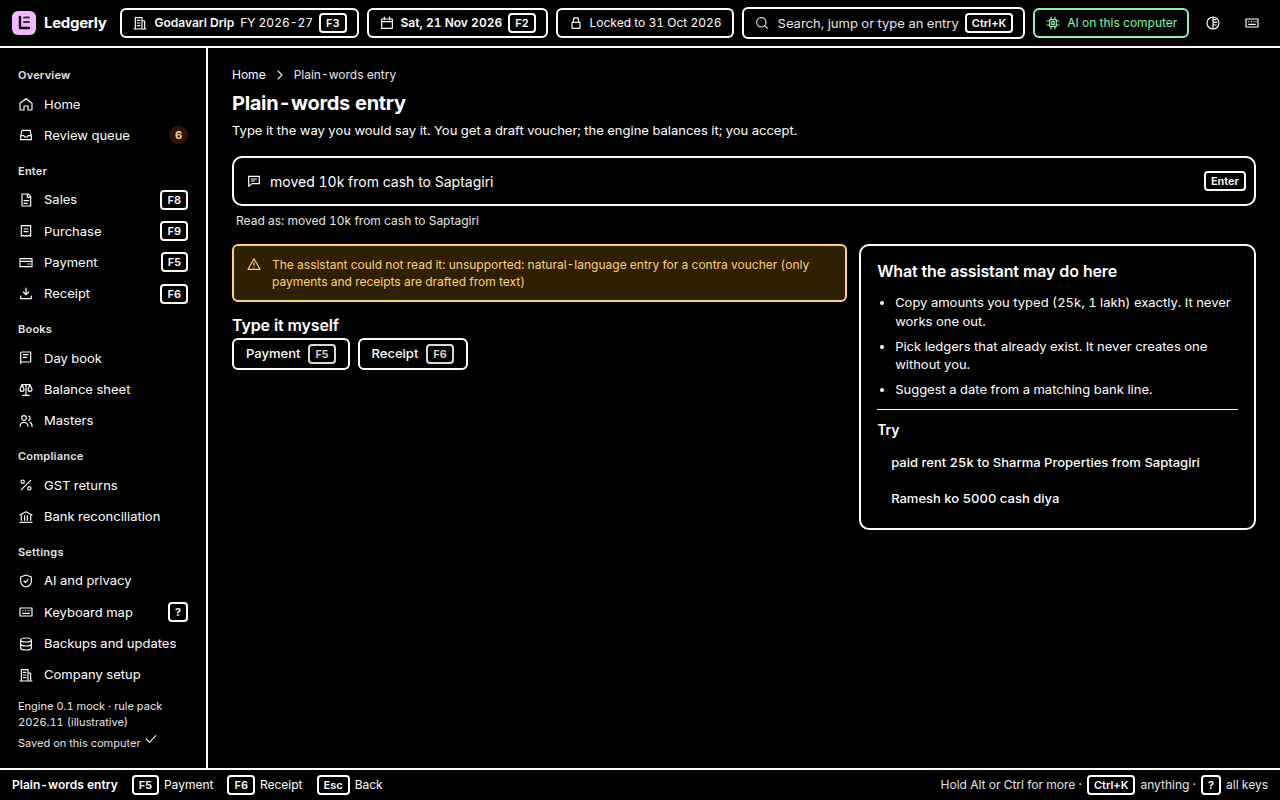 Ledgerly
Godavari Drip FY 2026-27 F3
Sat, 21 Nov 2026 F2
Locked to 31 Oct 2026
Search, jump or type an entry Ctrl+K
AI on this computer
Overview
Home
Review queue 6
Enter
Sales F8
Purchase F9
Payment F5
Receipt F6
Books
Day book
Balance sheet
Masters
Compliance
GST returns
Bank reconciliation
Settings
AI and privacy
Keyboard map ?
Backups and updates
Company setup
Engine 0.1 mock · rule pack
2026.11 (illustrative)
Saved on this computer
Home Plain-words entry
Plain-words entry
Type it the way you would say it. You get a draft voucher; the engine balances it; you accept.
moved 10k from cash to Saptagiri Enter
Read as: moved 10k from cash to Saptagiri
The assistant could not read it: unsupported: natural-language entry for a contra voucher (only
payments and receipts are drafted from text)
Type it myself
Payment F5 Receipt F6
What the assistant may do here
• Copy amounts you typed (25k, 1 lakh) exactly. It never
works one out.
• Pick ledgers that already exist. It never creates one
without you.
• Suggest a date from a matching bank line.
Try
paid rent 25k to Sharma Properties from Saptagiri
Ramesh ko 5000 cash diya
Plain-words entry F5 Payment F6 Receipt Esc Back
Hold Alt or Ctrl for more · Ctrl+K anything · ? all keys